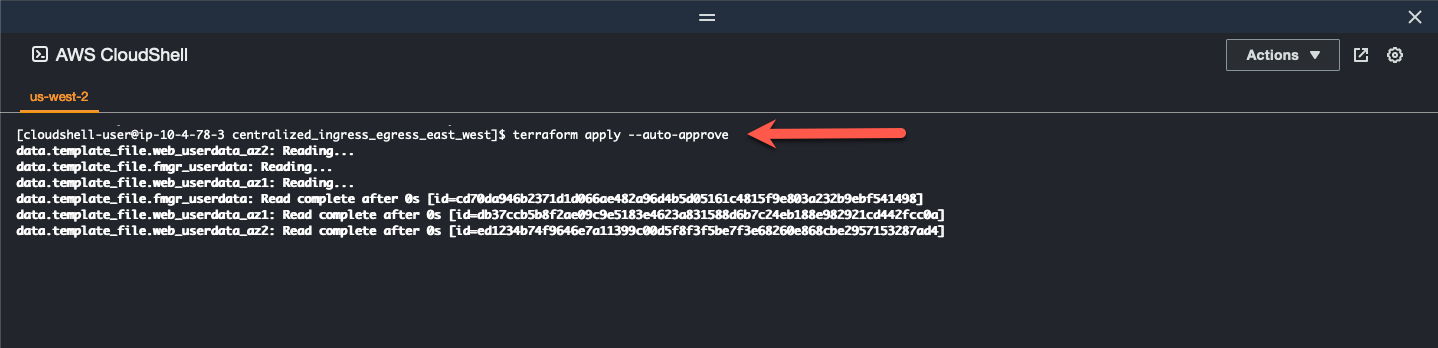 AWS CloudShell
Actions
us-west-2
[cloudshell-user@ip-10-4-78-3 centralized_ingress_egress_east_west]$ terraform apply --auto-approve
data.template_file.web_userdata_az2: Reading...
data.template_file.fmgr_userdata: Reading...
data.template_file.web_userdata_az1: Reading...
data.template_file.fmgr_userdata: Read complete after 0s [id=cd70da946b2371d1d066ae482a96d4b5d05161c4815f9e803a232b9ebf541498]
data.template_file.web_userdata_az1: Read complete after 0s [id=db37ccb5b8f2ae09c9e5183e4623a831588d6b7c24eb188e982921cd442fcc0a]
data.template_file.web_userdata_az2: Read complete after 0s [id=ed1234b74f9646e7a11399c00d5f8f3f5be7f3e68260e868cbe2957153287ad4]